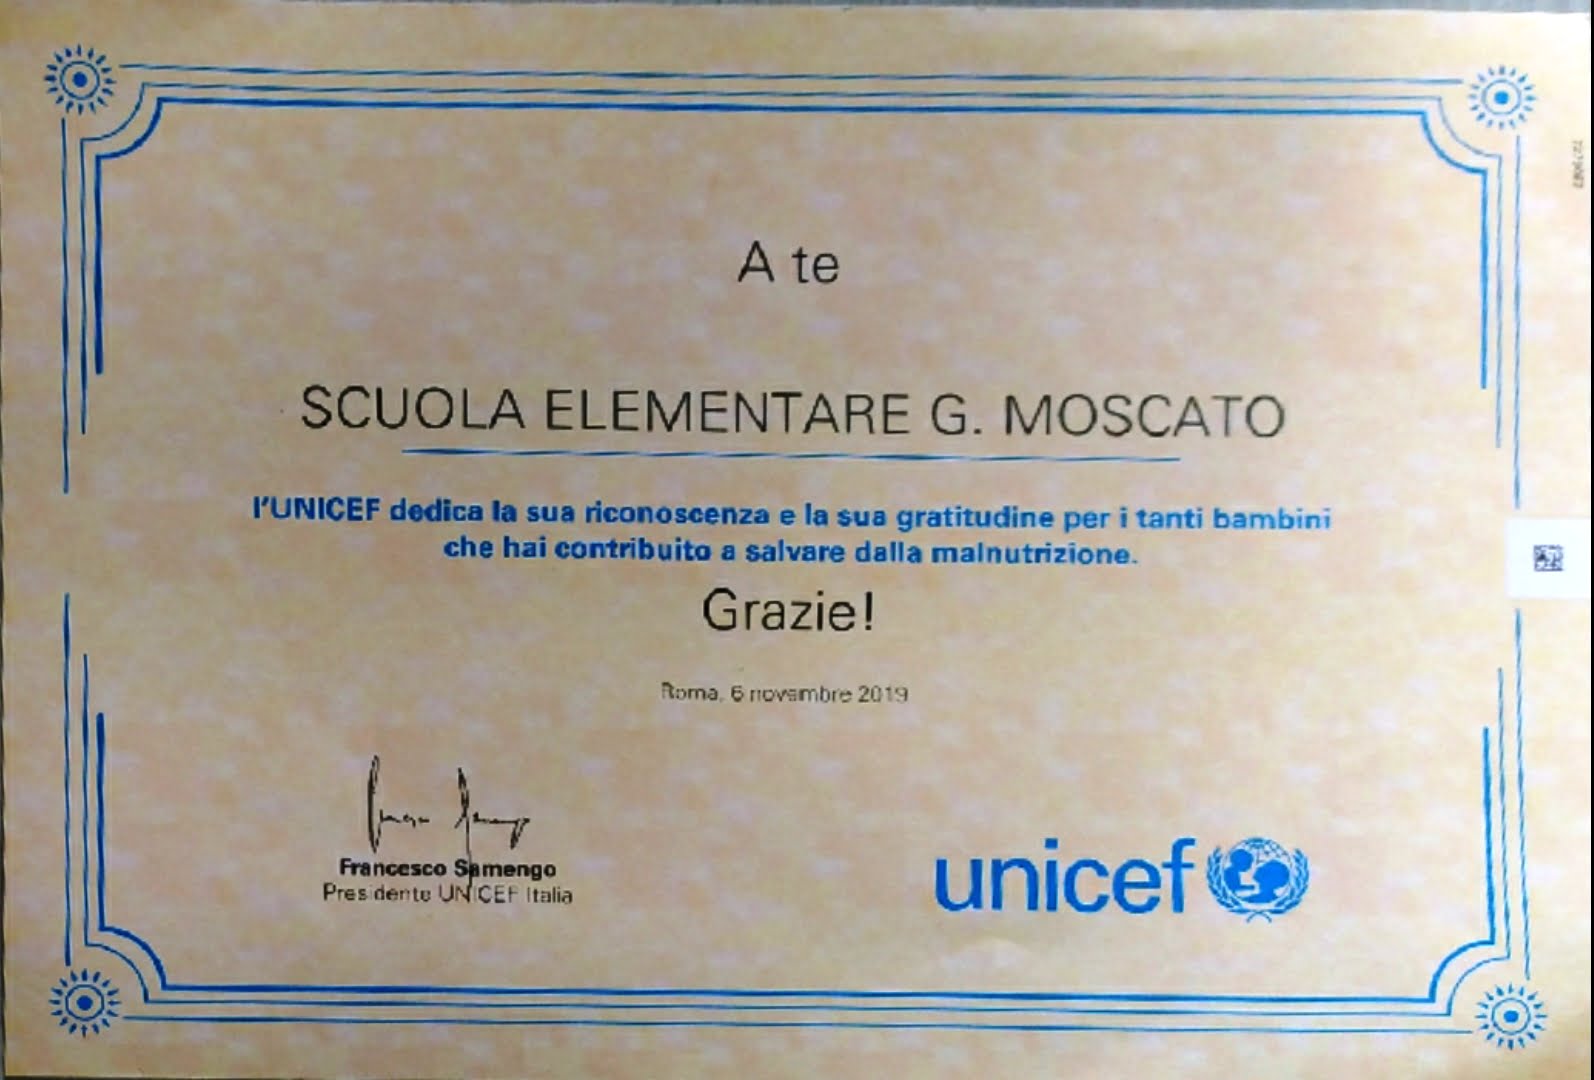 A te
SCUOLA ELEMENTARE G. MOSCATO
l'UNICEF dedica la sua riconoscenza e la sua gratitudine per i tanti bambini
che hai contribuito a salvare dalla malnutrizione.
Grazie!
Roma, 6 novembre 2019
Francesco Samengo
Presidente UNICEF Italia
unicef